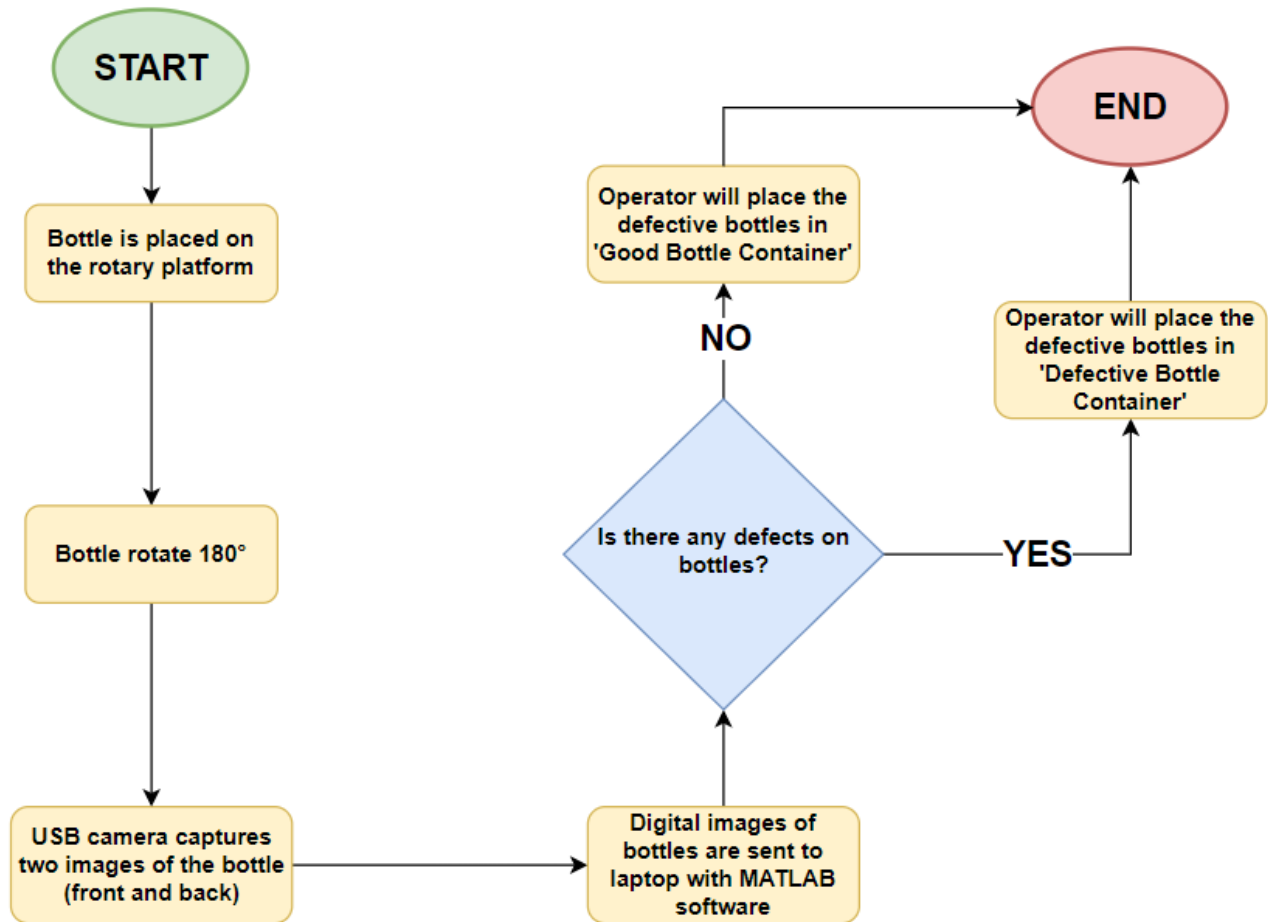 START
Bottle is placed on
the rotary platform
Bottle rotate 180°
USB camera captures
two images of the bottle
(front and back)
Digital images of
bottles are sent to
laptop with MATLAB
software
Is there any defects on
bottles?
NO
Operator will place the
defective bottles in
'Good Bottle Container'
YES
Operator will place the
defective bottles in
'Defective Bottle
Container'
END